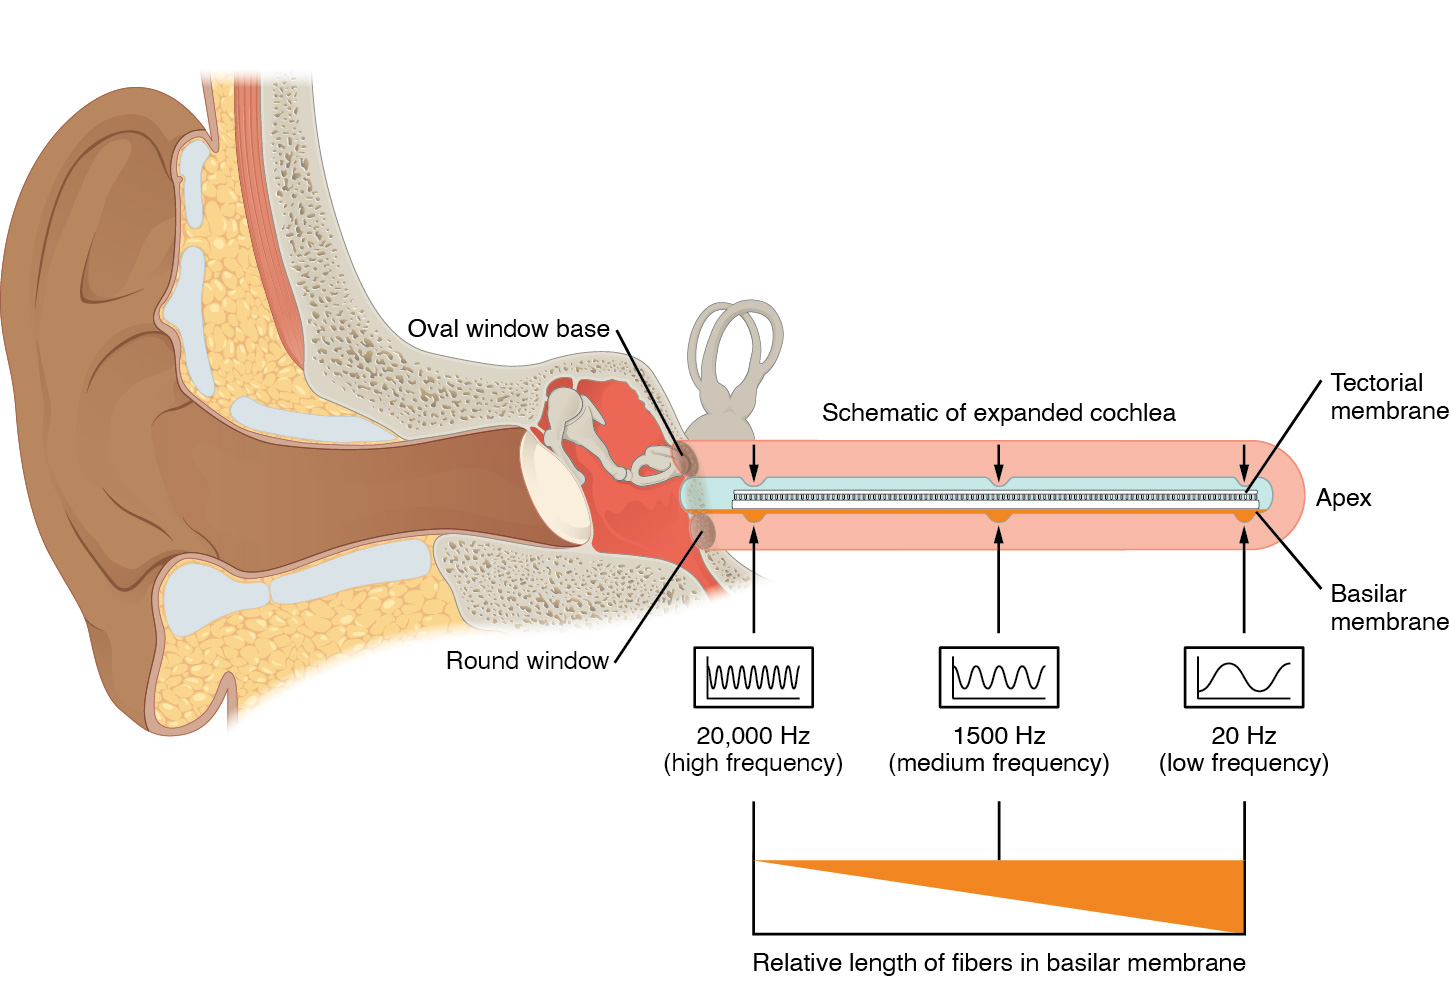 Oval window base
Schematic of expanded cochlea
Tectorial
membrane
Apex
Basilar
membrane
Round window
20,000 Hz
(high frequency)
1500 Hz
(medium frequency)
20 Hz
(low frequency)
Relative length of fibers in basilar membrane